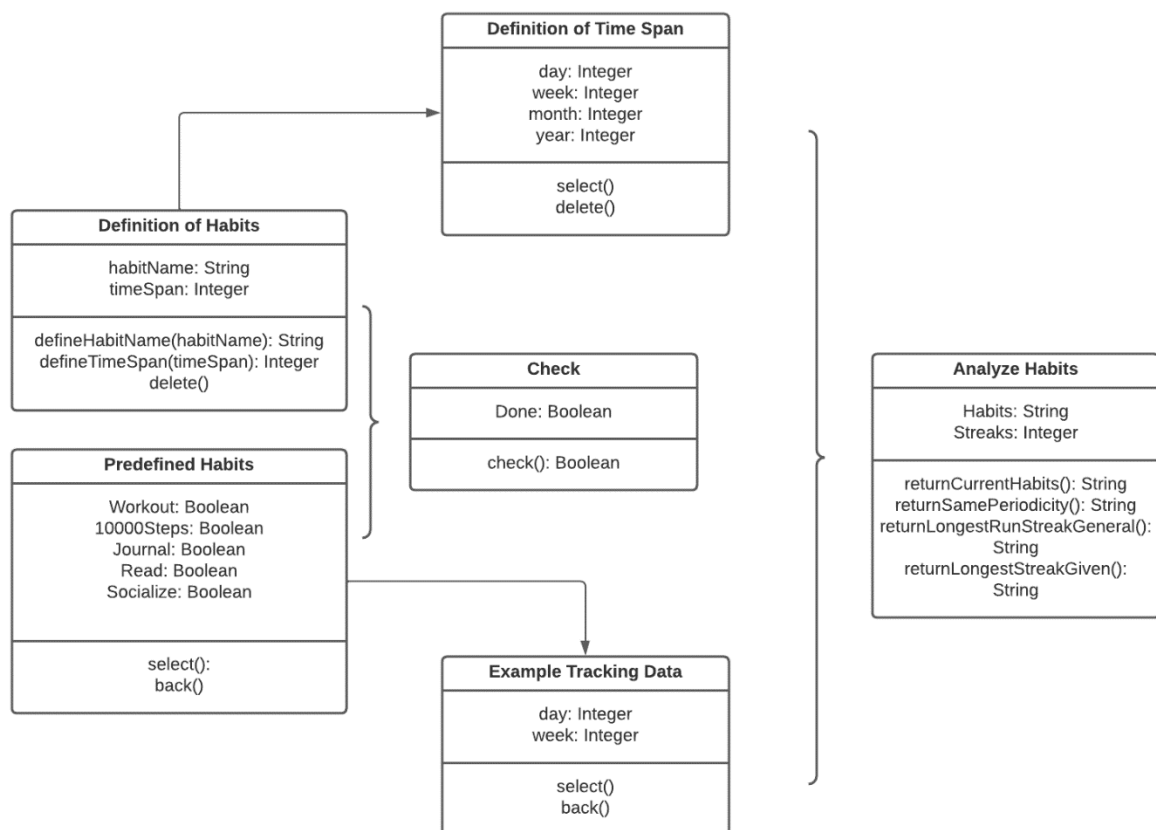 Definition of Time Span
day: Integer
week: Integer
month: Integer
year: Integer
select()
delete()
Definition of Habits
habitName: String
timeSpan: Integer
defineHabitName(habitName): String
defineTimeSpan(timeSpan): Integer
delete()
Check
Done: Boolean
check(): Boolean
Analyze Habits
Habits: String
Streaks: Integer
returnCurrentHabits(): String
returnSamePeriodicity(): String
returnLongestRunStreakGeneral():
String
returnLongestStreakGiven():
String
Predefined Habits
Workout: Boolean
10000Steps: Boolean
Journal: Boolean
Read: Boolean
Socialize: Boolean
select():
back()
Example Tracking Data
day: Integer
week: Integer
select()
back()